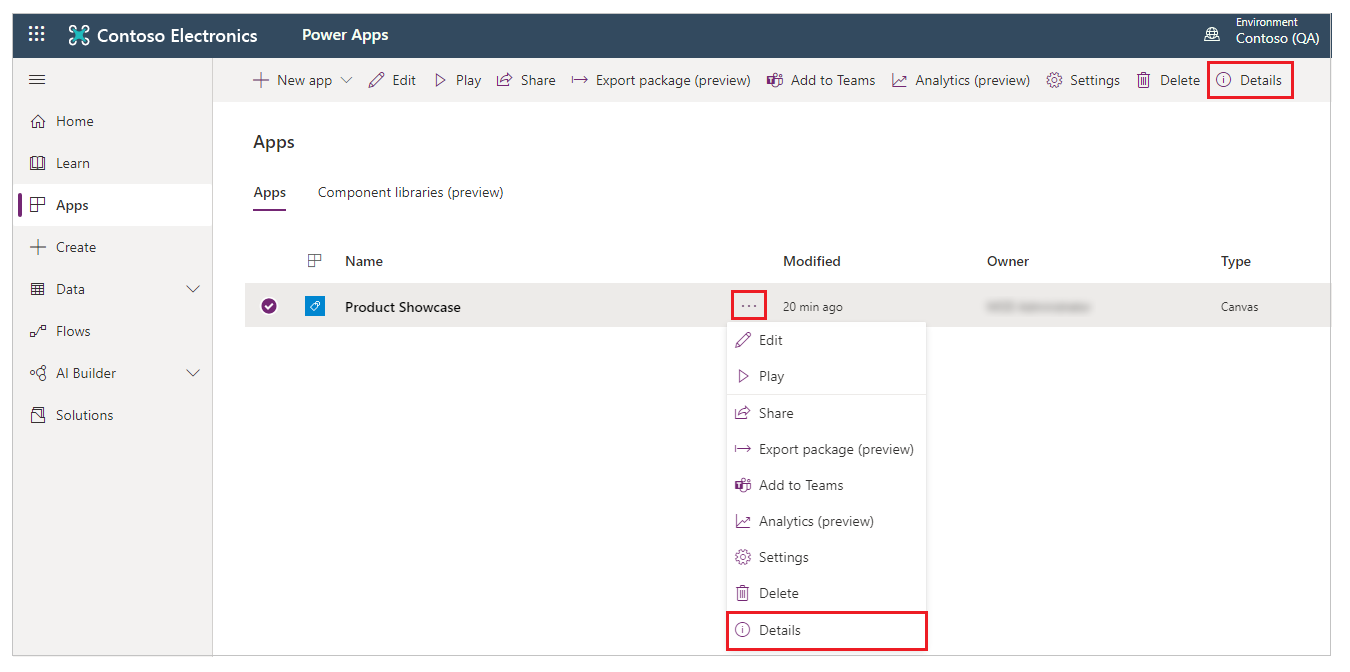 Contoso Electronics Power Apps Environment
Contoso (QA)
New app Edit Play Share Export package (preview) Add to Teams Analytics (preview) Settings Delete Details
Home
Learn
Apps
Create
Data
Flows
AI Builder
Solutions
Apps
Apps Component libraries (preview)
Name Modified Owner Type
Product Showcase ... 20 min ago Canvas
Edit
Play
Share
Export package (preview)
Add to Teams
Analytics (preview)
Settings
Delete
Details